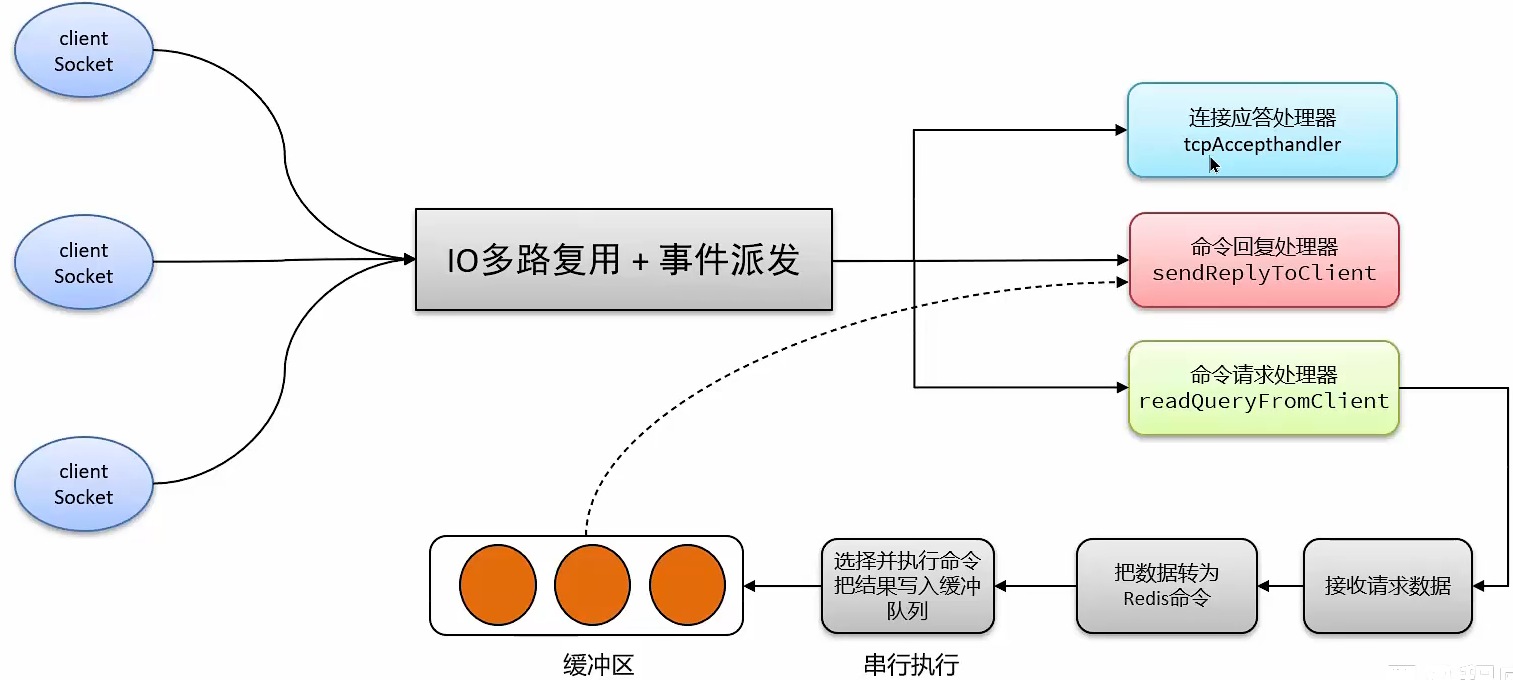 client
Socket
client
Socket
client
Socket
IO多路复用 + 事件派发
连接应答处理器
tcpAccepthandler
命令回复处理器
sendReplyToClient
命令请求处理器
readQueryFromClient
接收请求数据
把数据转为
Redis命令
选择并执行命令
把结果写入缓冲
队列
缓冲区
串行执行